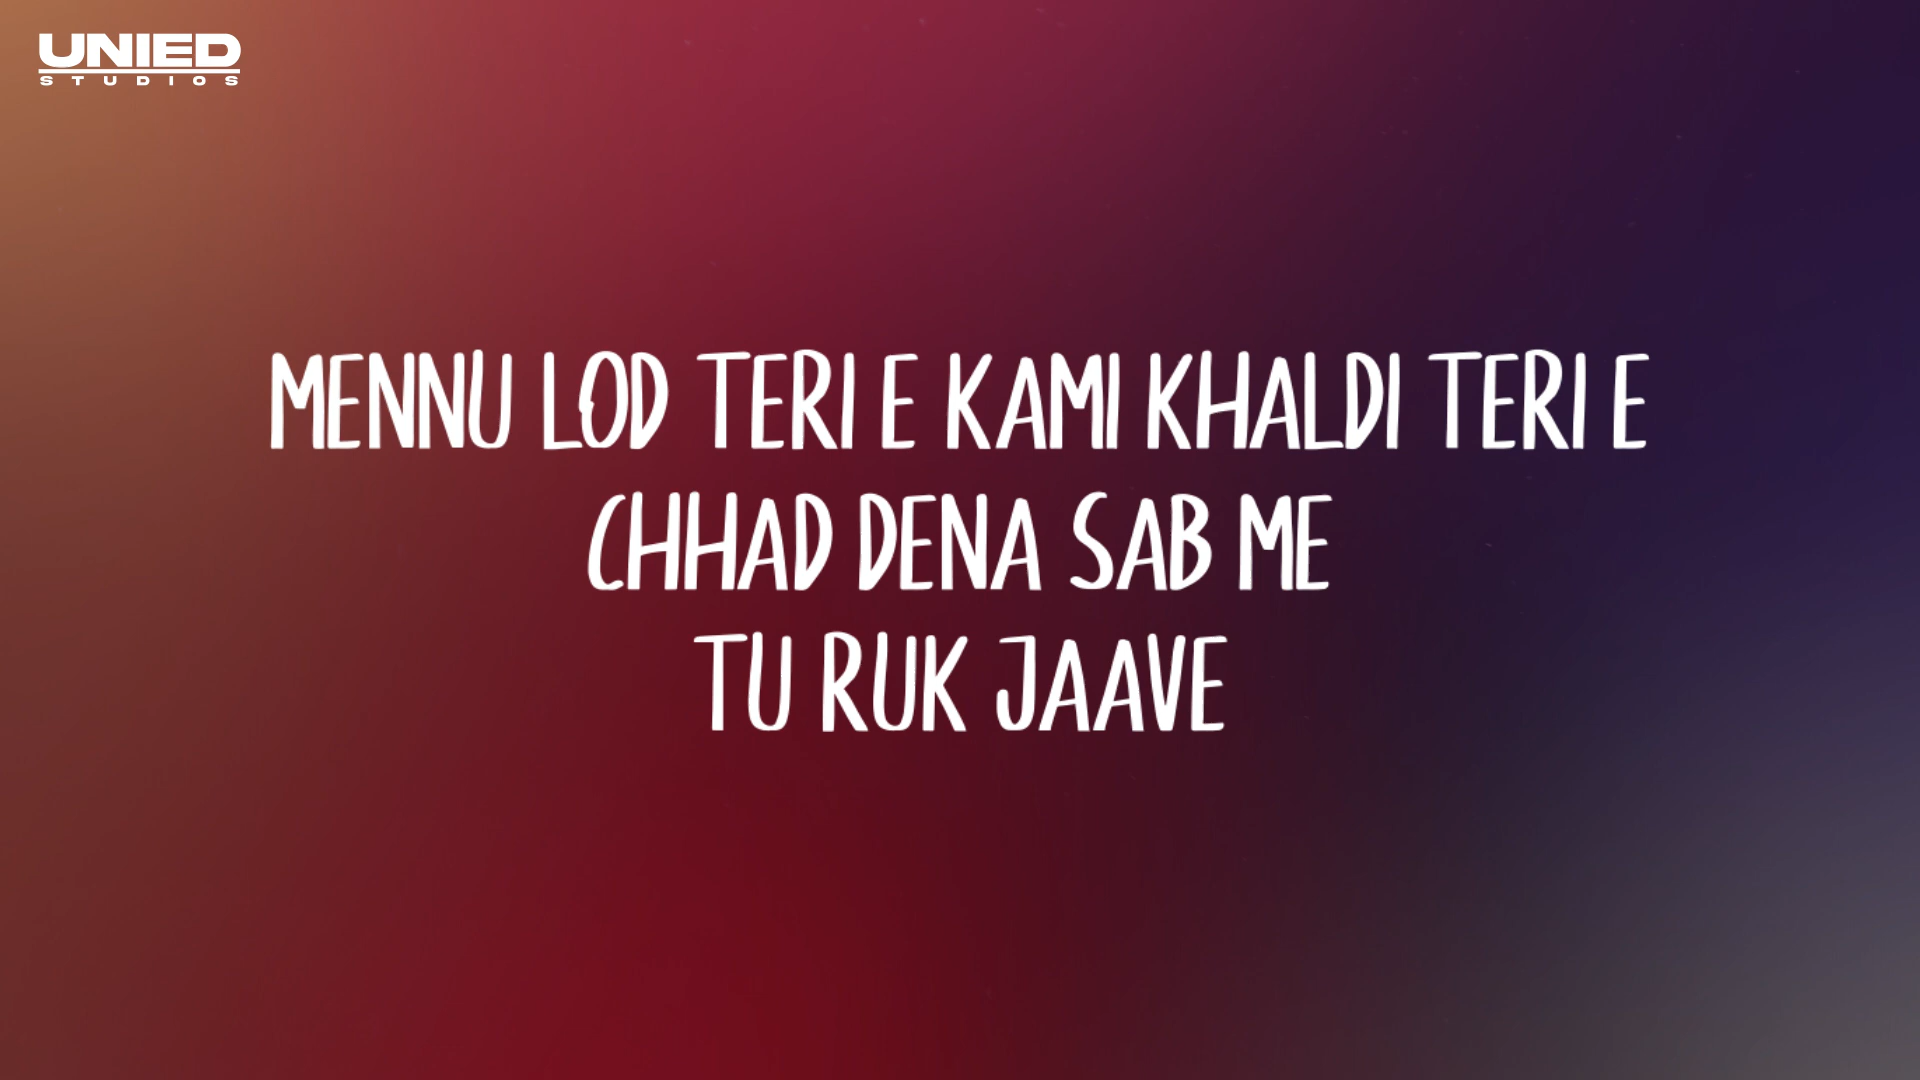 UNIED
STUDIOS
MENNU LOD TERI E KAMI KHALDI TERI E
CHHAD DENA SAB ME
TU RUK JAAVE